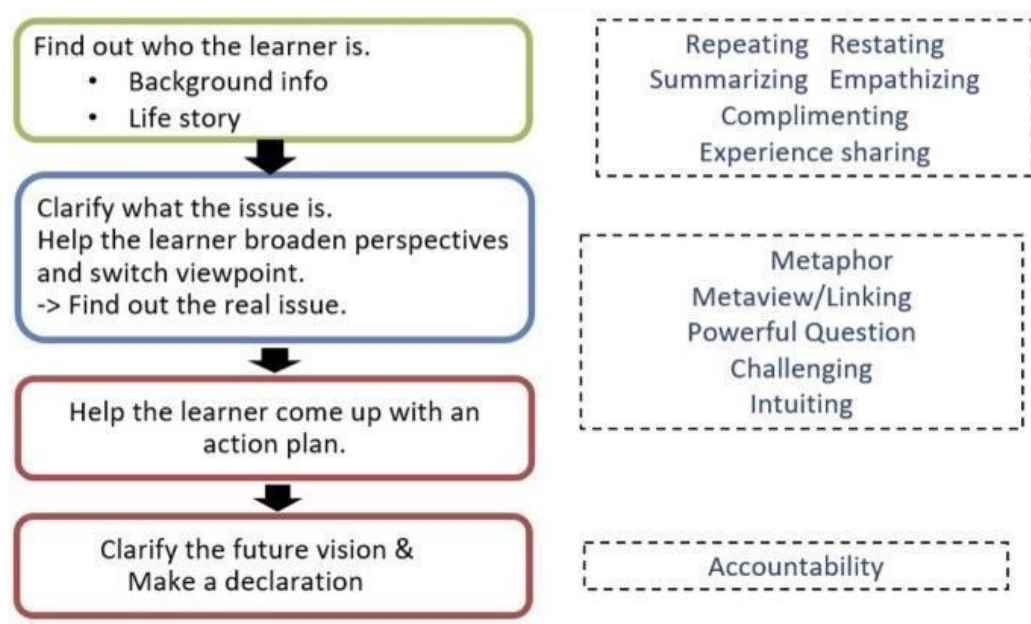 Find out who the learner is.
• Background info
• Life story
Repeating Restating
Summarizing Empathizing
Complimenting
Experience sharing
Clarify what the issue is.
Help the learner broaden perspectives
and switch viewpoint.
-> Find out the real issue.
Metaphor
Metaview/Linking
Powerful Question
Challenging
Intuiting
Help the learner come up with an
action plan.
Clarify the future vision &
Make a declaration
Accountability